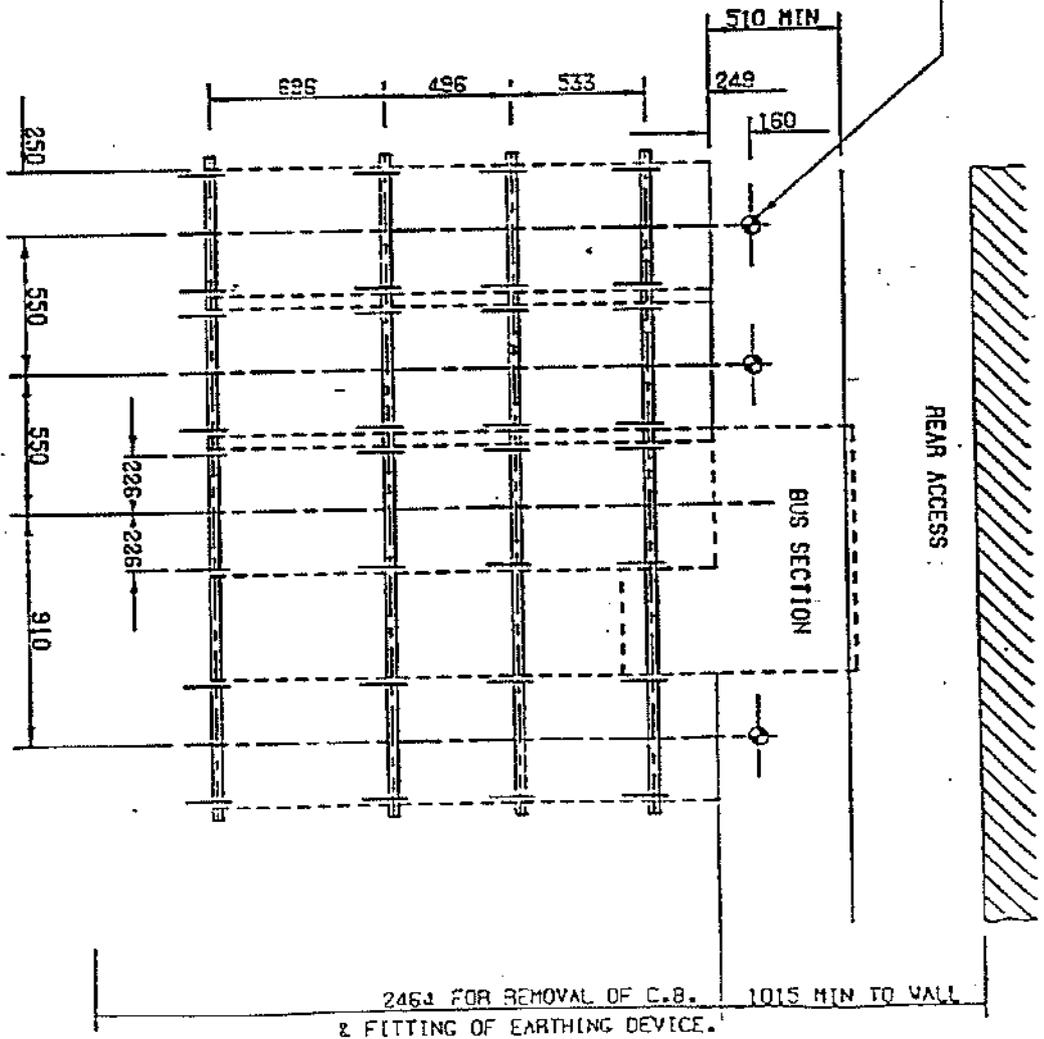 510 MIN
686
496
533
249
160
250
550
550
226
226
910
REAR ACCESS
BUS SECTION
2464 FOR REMOVAL OF C.B.
& FITTING OF EARTHING DEVICE.
1015 MIN TO WALL